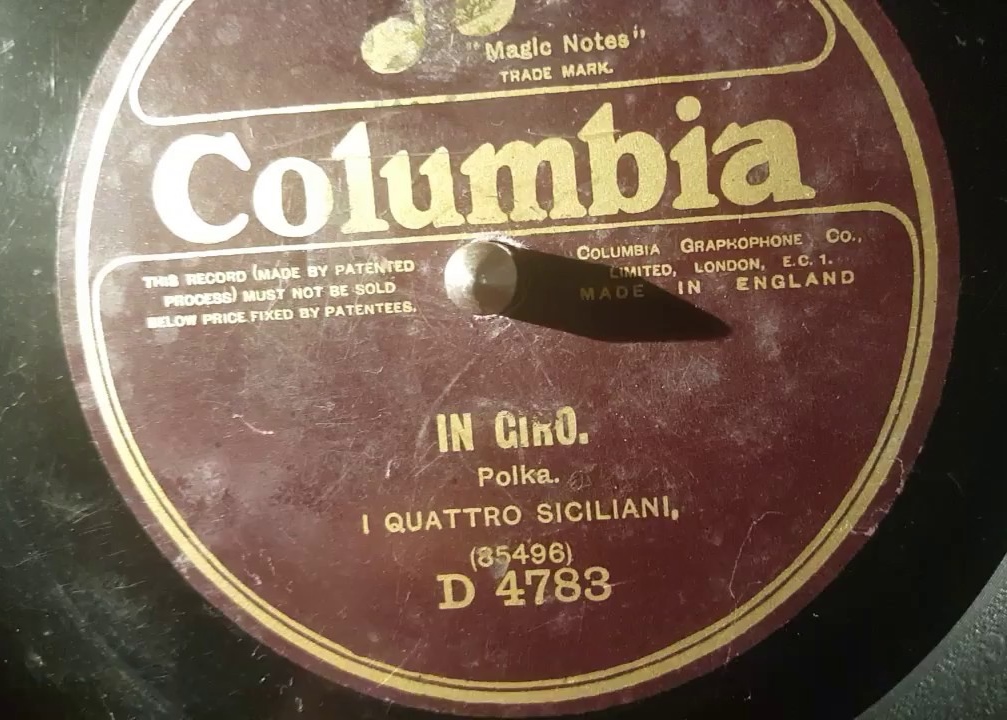 "Magic Notes"
TRADE MARK.
Columbia
THIS RECORD (MADE BY PATENTED
PROCESS) MUST NOT BE SOLD
BELOW PRICE FIXED BY PATENTEES.
COLUMBIA GRAPHOPHONE CO.,
LIMITED, LONDON, E.C. 1.
MADE IN ENGLAND
IN GIRO.
Polka.
I QUATTRO SICILIANI,
(85496)
D 4783